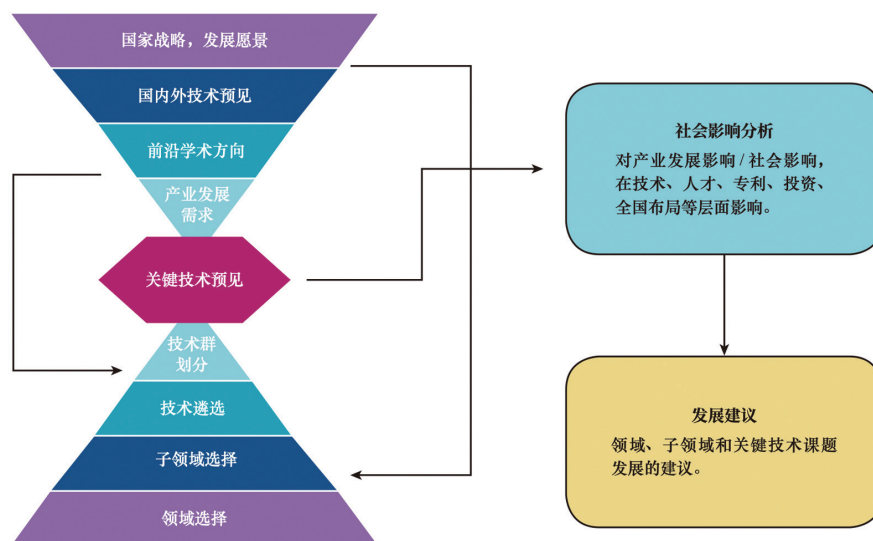 国家战略，发展愿景
国内外技术预见
前沿学术方向
产业发展
需求
关键技术预见
技术群
划分
技术遴选
子领域选择
领域选择
社会影响分析
对产业发展影响/社会影响，
在技术、人才、专利、投资、
全国布局等层面影响。
发展建议
领域、子领域和关键技术课题
发展的建议。